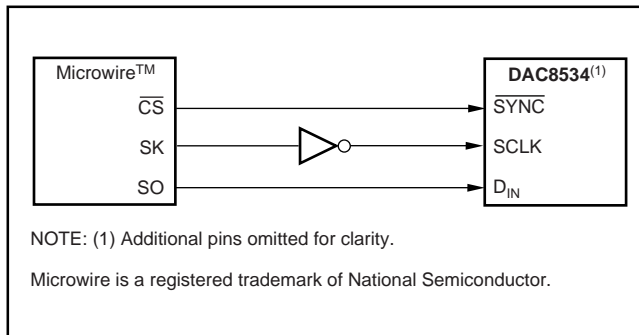 Microwire™
DAC8534(1)
CS
SYNC
SK
SCLK
SO
DIN
NOTE: (1) Additional pins omitted for clarity.
Microwire is a registered trademark of National Semiconductor.